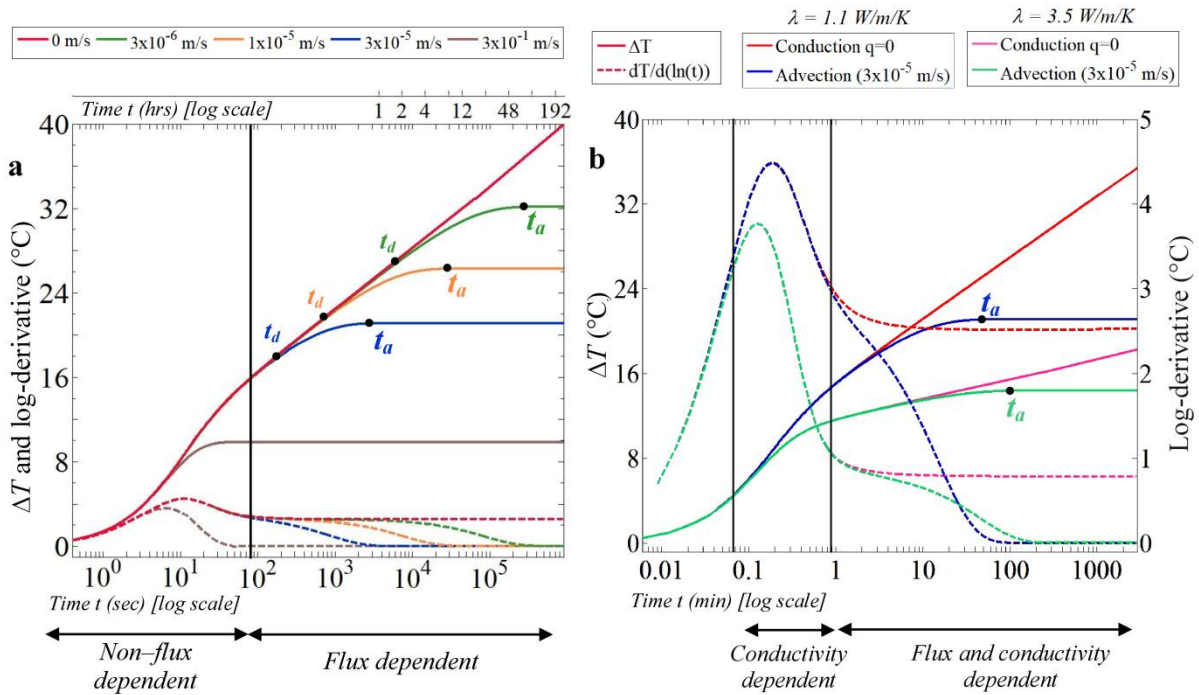 0 m/s 3x10⁻⁶ m/s 1x10⁻⁵ m/s 3x10⁻⁵ m/s 3x10⁻¹ m/s
Time t (hrs) [log scale] 1 2 4 12 48 192
a
ΔT and log-derivative (°C)
40
32
24
16
8
0
t_d
t_d
t_d
t_a
t_a
t_a
10⁰ 10¹ 10² 10³ 10⁴ 10⁵
Time t (sec) [log scale]
Non–flux
dependent
Flux dependent
λ = 1.1 W/m/K λ = 3.5 W/m/K
ΔT
dT/d(ln(t))
Conduction q=0
Advection (3x10⁻⁵ m/s)
Conduction q=0
Advection (3x10⁻⁵ m/s)
b
ΔT (°C)
40
32
24
16
8
0
t_a
t_a
5
4
3
2
1
0
Log-derivative (°C)
0.01 0.1 1 10 100 1000
Time t (min) [log scale]
Conductivity
dependent
Flux and conductivity
dependent